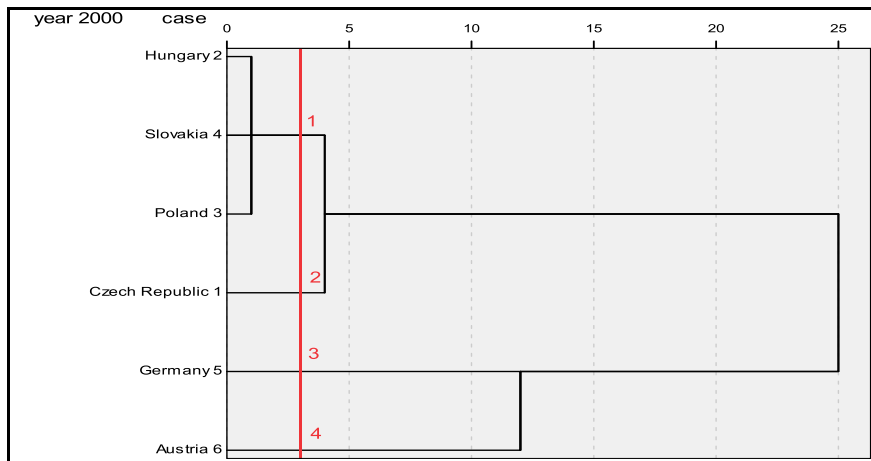 year 2000 case
0 5 10 15 20 25
Hungary 2
1
Slovakia 4
Poland 3
2
Czech Republic 1
3
Germany 5
4
Austria 6